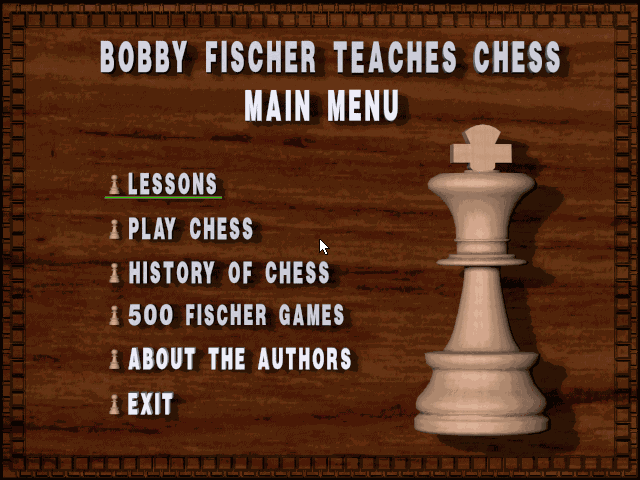 BOBBY FISCHER TEACHES CHESS
MAIN MENU
LESSONS
PLAY CHESS
HISTORY OF CHESS
500 FISCHER GAMES
ABOUT THE AUTHORS
EXIT